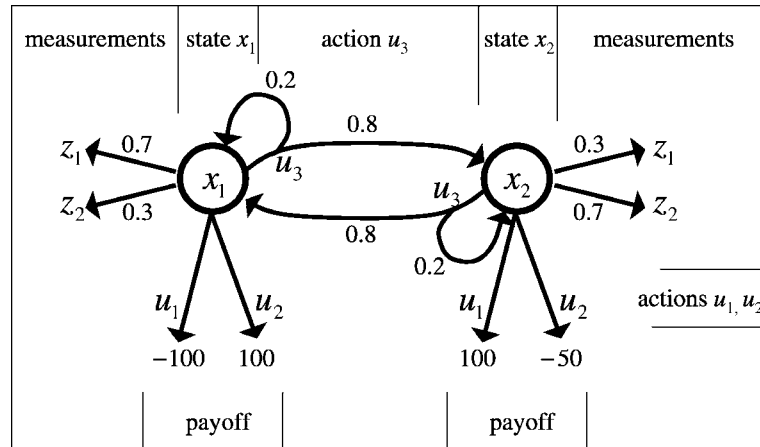 measurements state x₁ action u₃ state x₂ measurements
0.2
0.7 0.8 0.3
z₁ z₁
x₁ u₃ u₃ x₂
z₂ z₂
0.3 0.8 0.7
0.2
u₁ u₂ u₁ u₂ actions u₁, u₂
−100 100 100 −50
payoff payoff